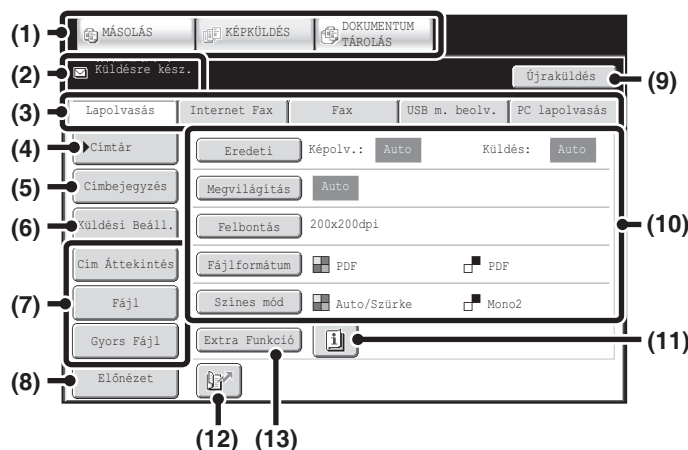 (1) MÁSOLÁS KÉPKÜLDÉS DOKUMENTUM
TÁROLÁS
(2) Küldésre kész.
Újraküldés (9)
(3) Lapolvasás Internet Fax Fax USB m. beolv. PC lapolvasás
(4) Címtár Eredeti Képolv.: Auto Küldés: Auto
(5) Címbejegyzés Megvilágítás Auto
(6) Küldési Beáll. Felbontás 200x200dpi (10)
Cím Áttekintés Fájlformátum PDF PDF
(7) Fájl Színes mód Auto/Szürke Mono2
Gyors Fájl Extra Funkció (11)
(8) Előnézet
(12) (13)